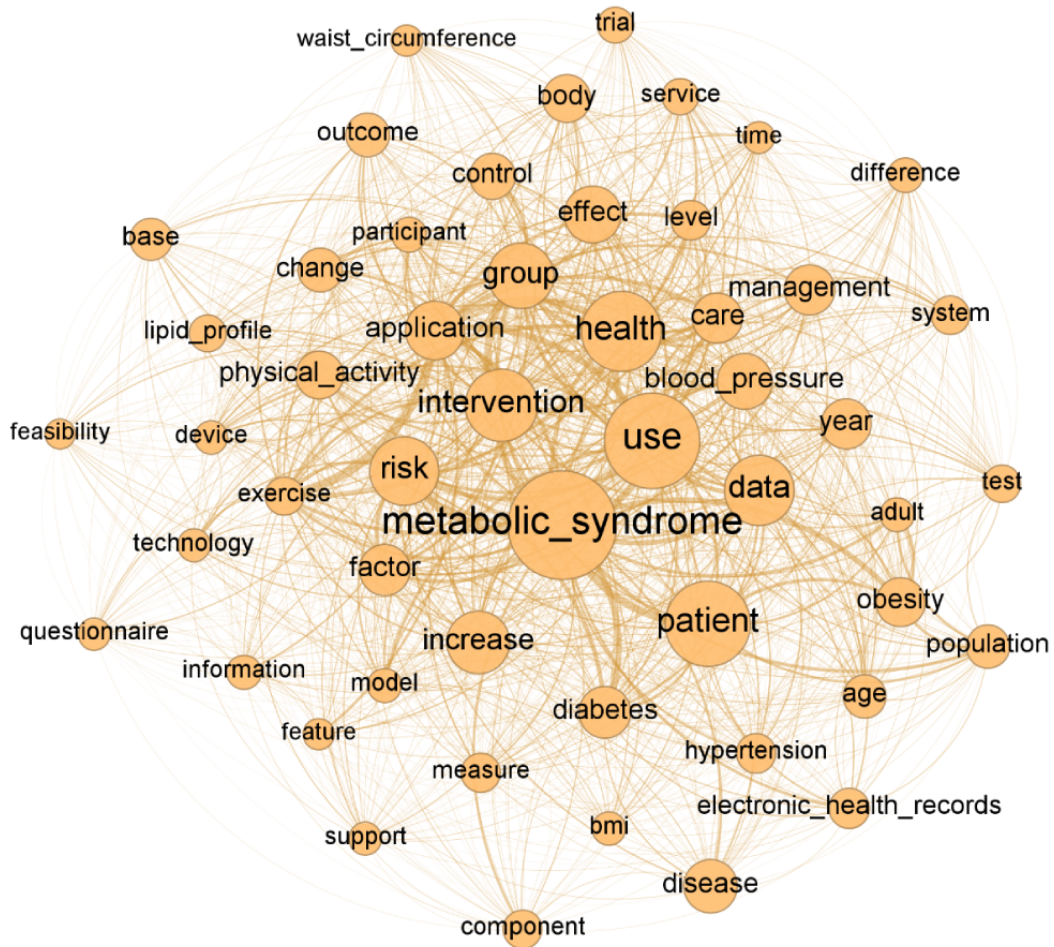 trial
waist_circumference
body
service
outcome
time
control
difference
effect
level
participant
base
change
group
management
lipid_profile
application
health
care
system
physical_activity
blood_pressure
intervention
feasibility
device
use
year
risk
data
test
exercise
metabolic_syndrome
adult
technology
factor
obesity
questionnaire
increase
patient
population
information
model
age
diabetes
feature
hypertension
measure
electronic_health_records
support
bmi
disease
component